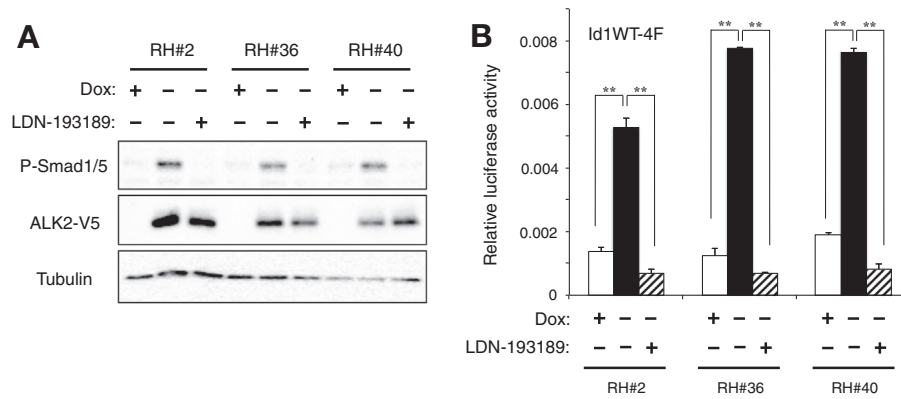 A
RH#2 RH#36 RH#40
Dox: + – – + – – + – –
LDN-193189: – – + – – + – – +
P-Smad1/5
ALK2-V5
Tubulin
B
Id1WT-4F
Relative luciferase activity
0.008
0.006
0.004
0.002
0
** **
** **
** **
Dox: + – – + – – + – –
LDN-193189: – – + – – + – – +
RH#2 RH#36 RH#40